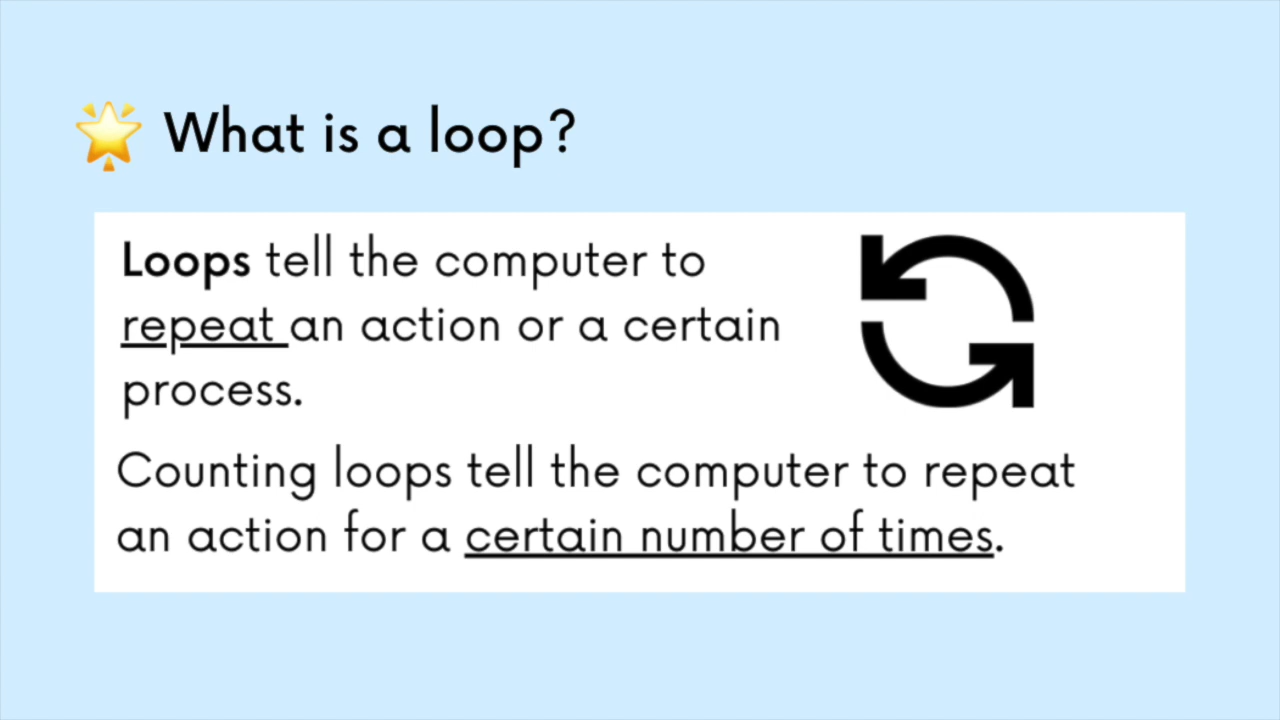 What is a loop?
Loops tell the computer to
repeat an action or a certain
process.
Counting loops tell the computer to repeat
an action for a certain number of times.